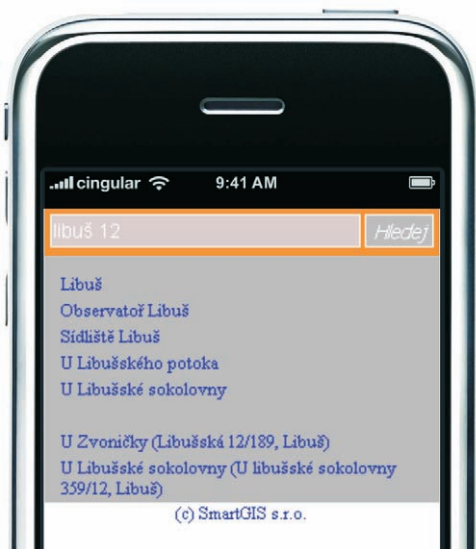 cingular 9:41 AM
libuš 12 Hledej
Libuš
Observatoř Libuš
Sídliště Libuš
U Libušského potoka
U Libušské sokolovny
U Zvoničky (Libušská 12/189, Libuš)
U Libušské sokolovny (U libušské sokolovny
359/12, Libuš)
(c) SmartGIS s.r.o.